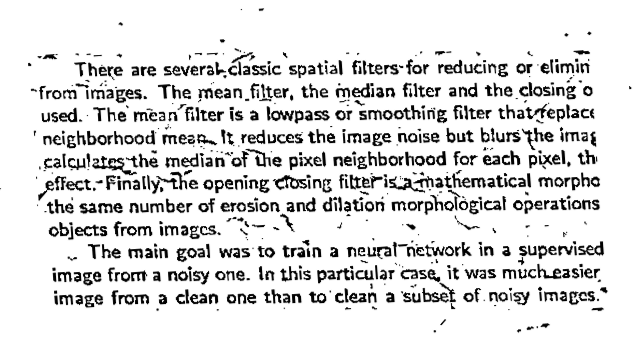 There are several classic spatial filters for reducing or elimin
from images. The mean filter, the median filter and the closing o
used. The mean filter is a lowpass or smoothing filter that replace
neighborhood mean. It reduces the image noise but blurs the imag
calculates the median of the pixel neighborhood for each pixel, th
effect. Finally, the opening closing filter is a mathematical morpho
the same number of erosion and dilation morphological operations
objects from images.
The main goal was to train a neural network in a supervised
image from a noisy one. In this particular case, it was much easier
image from a clean one than to clean a subset of noisy images.